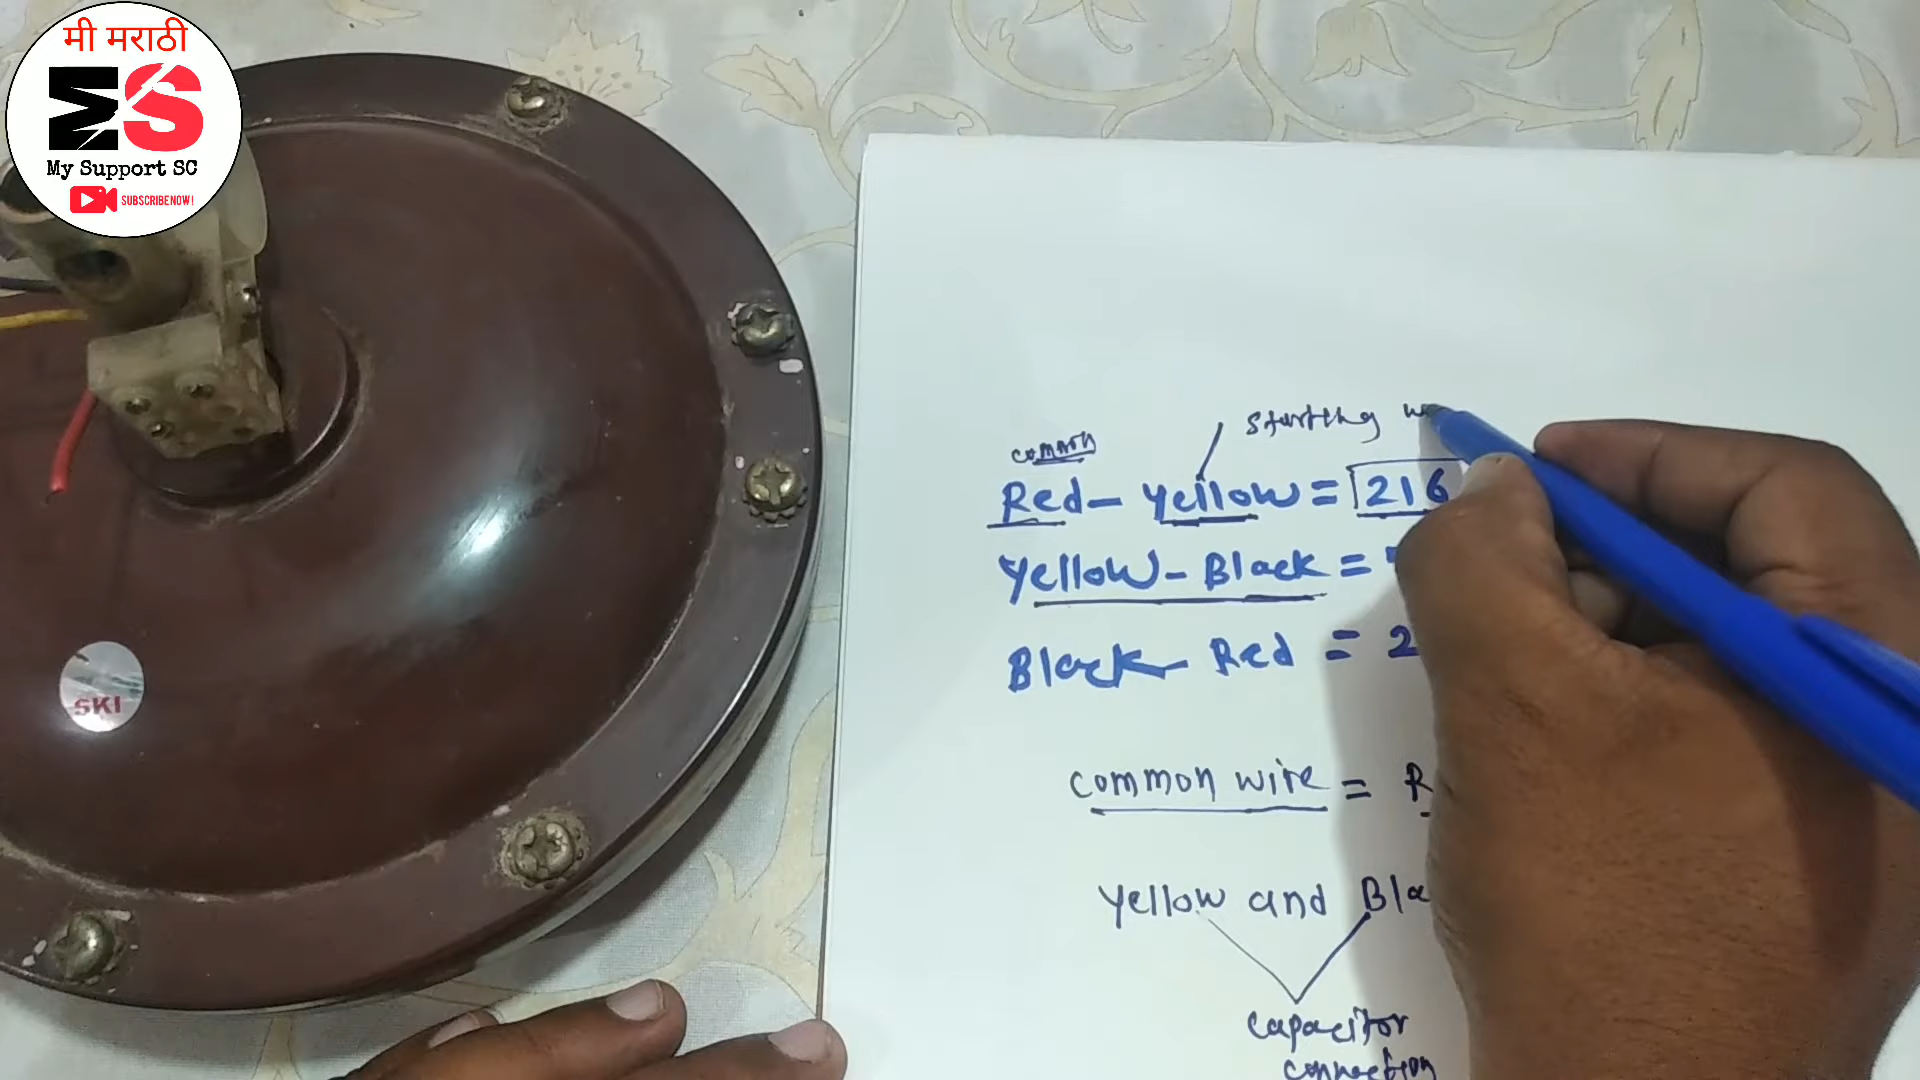 मी मराठी
MS
My Support SC
SUBSCRIBE NOW!
SKI
starting
common
Red - Yellow = 216
Yellow - Black =
Black - Red = 2
common wire = R
Yellow and Bla
capacitor
connection